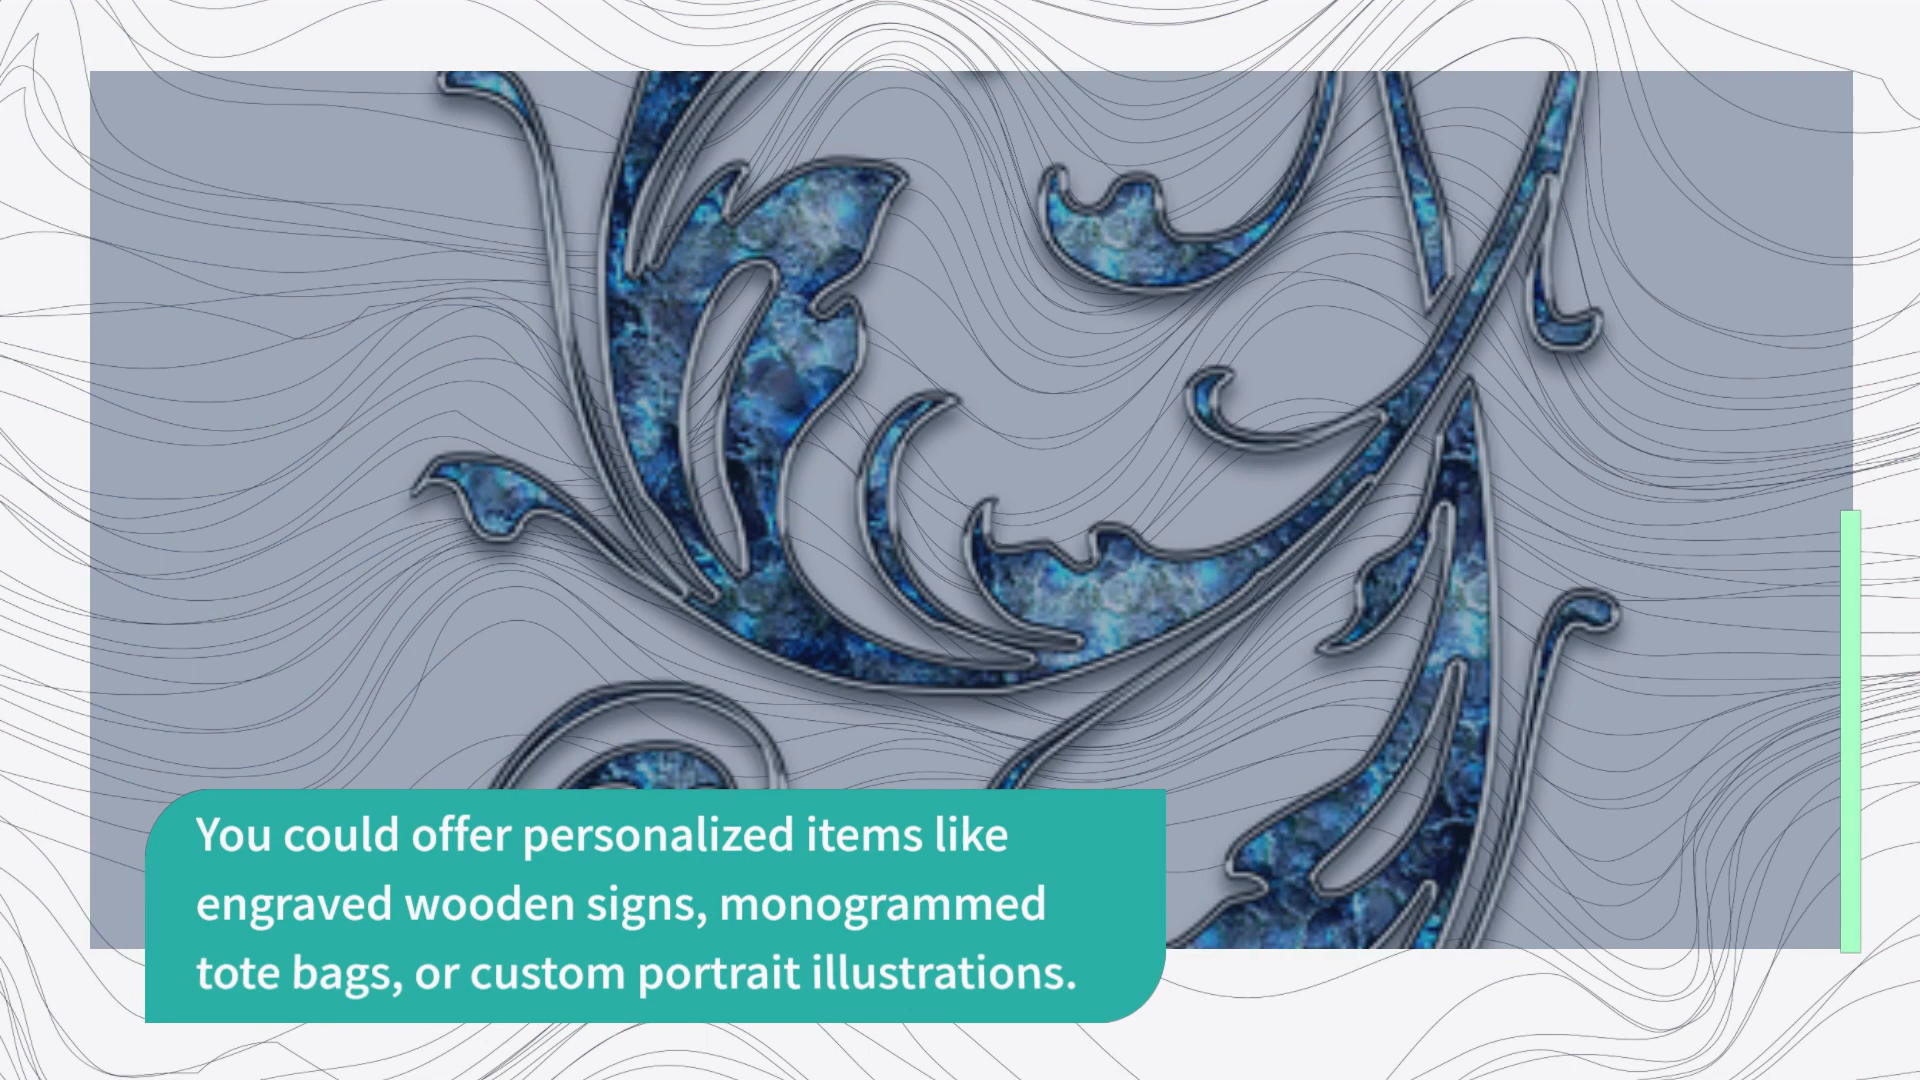 You could offer personalized items like
engraved wooden signs, monogrammed
tote bags, or custom portrait illustrations.